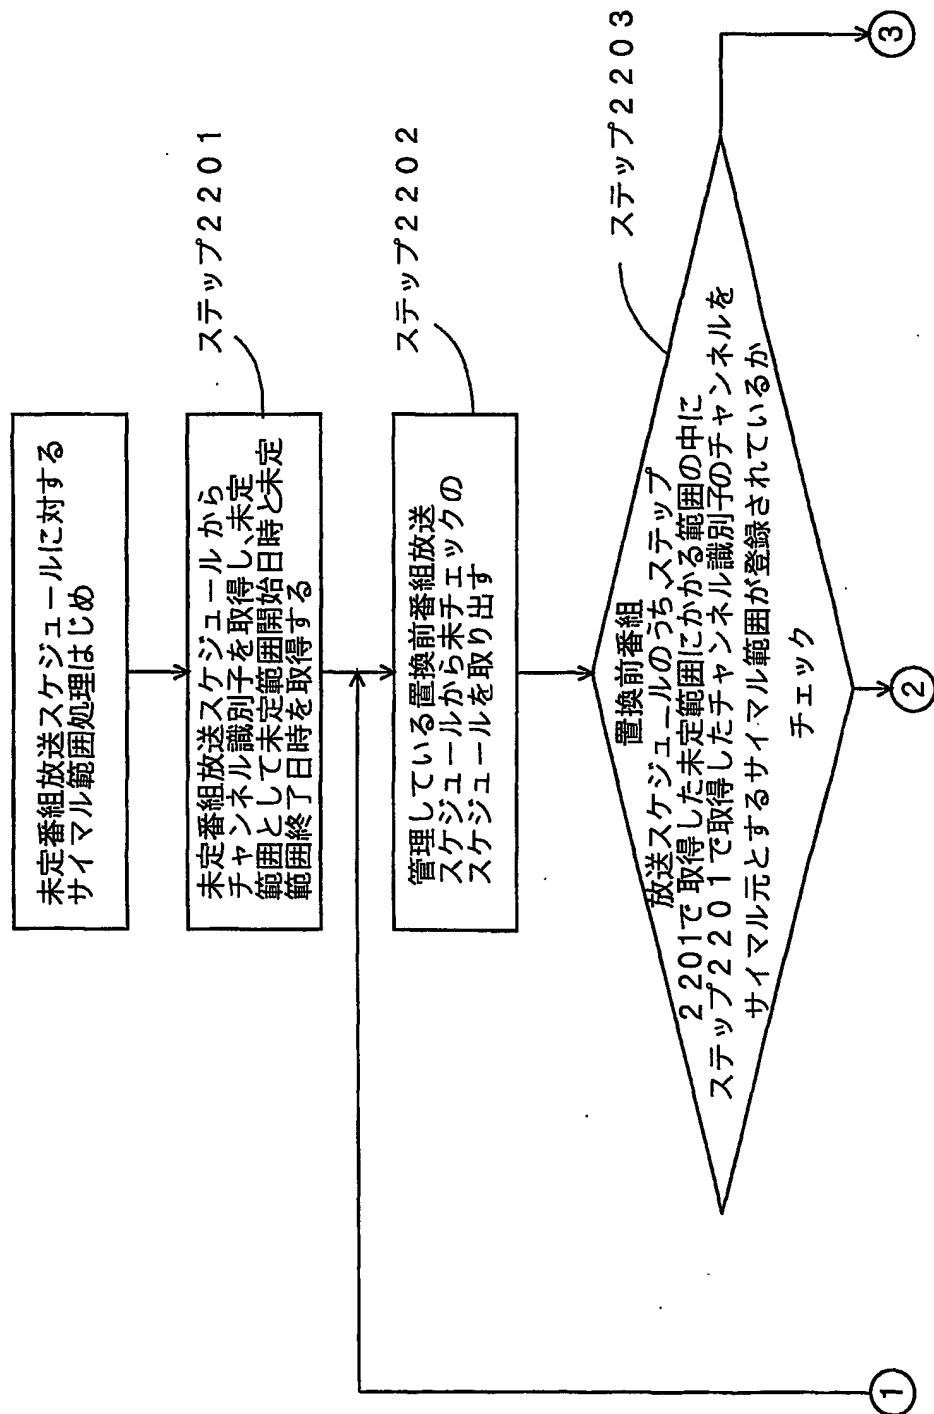 未定番組放送スケジュールに対する
サイマル範囲処理はじめ
未定番組放送スケジュールから
チャンネル識別子を取得し、未定
範囲として未定範囲開始日時と未定
範囲終了日時を取得する
ステップ2201
管理している置換前番組放送
スケジュールから未チェックの
スケジュールを取り出す
ステップ2202
置換前番組
放送スケジュールのうち、ステップ
2201で取得した未定範囲にかかる範囲の中に
ステップ2201で取得したチャンネル識別子のチャンネルを
サイマル元とするサイマル範囲が登録されているか
チェック
ステップ2203
1
2
3